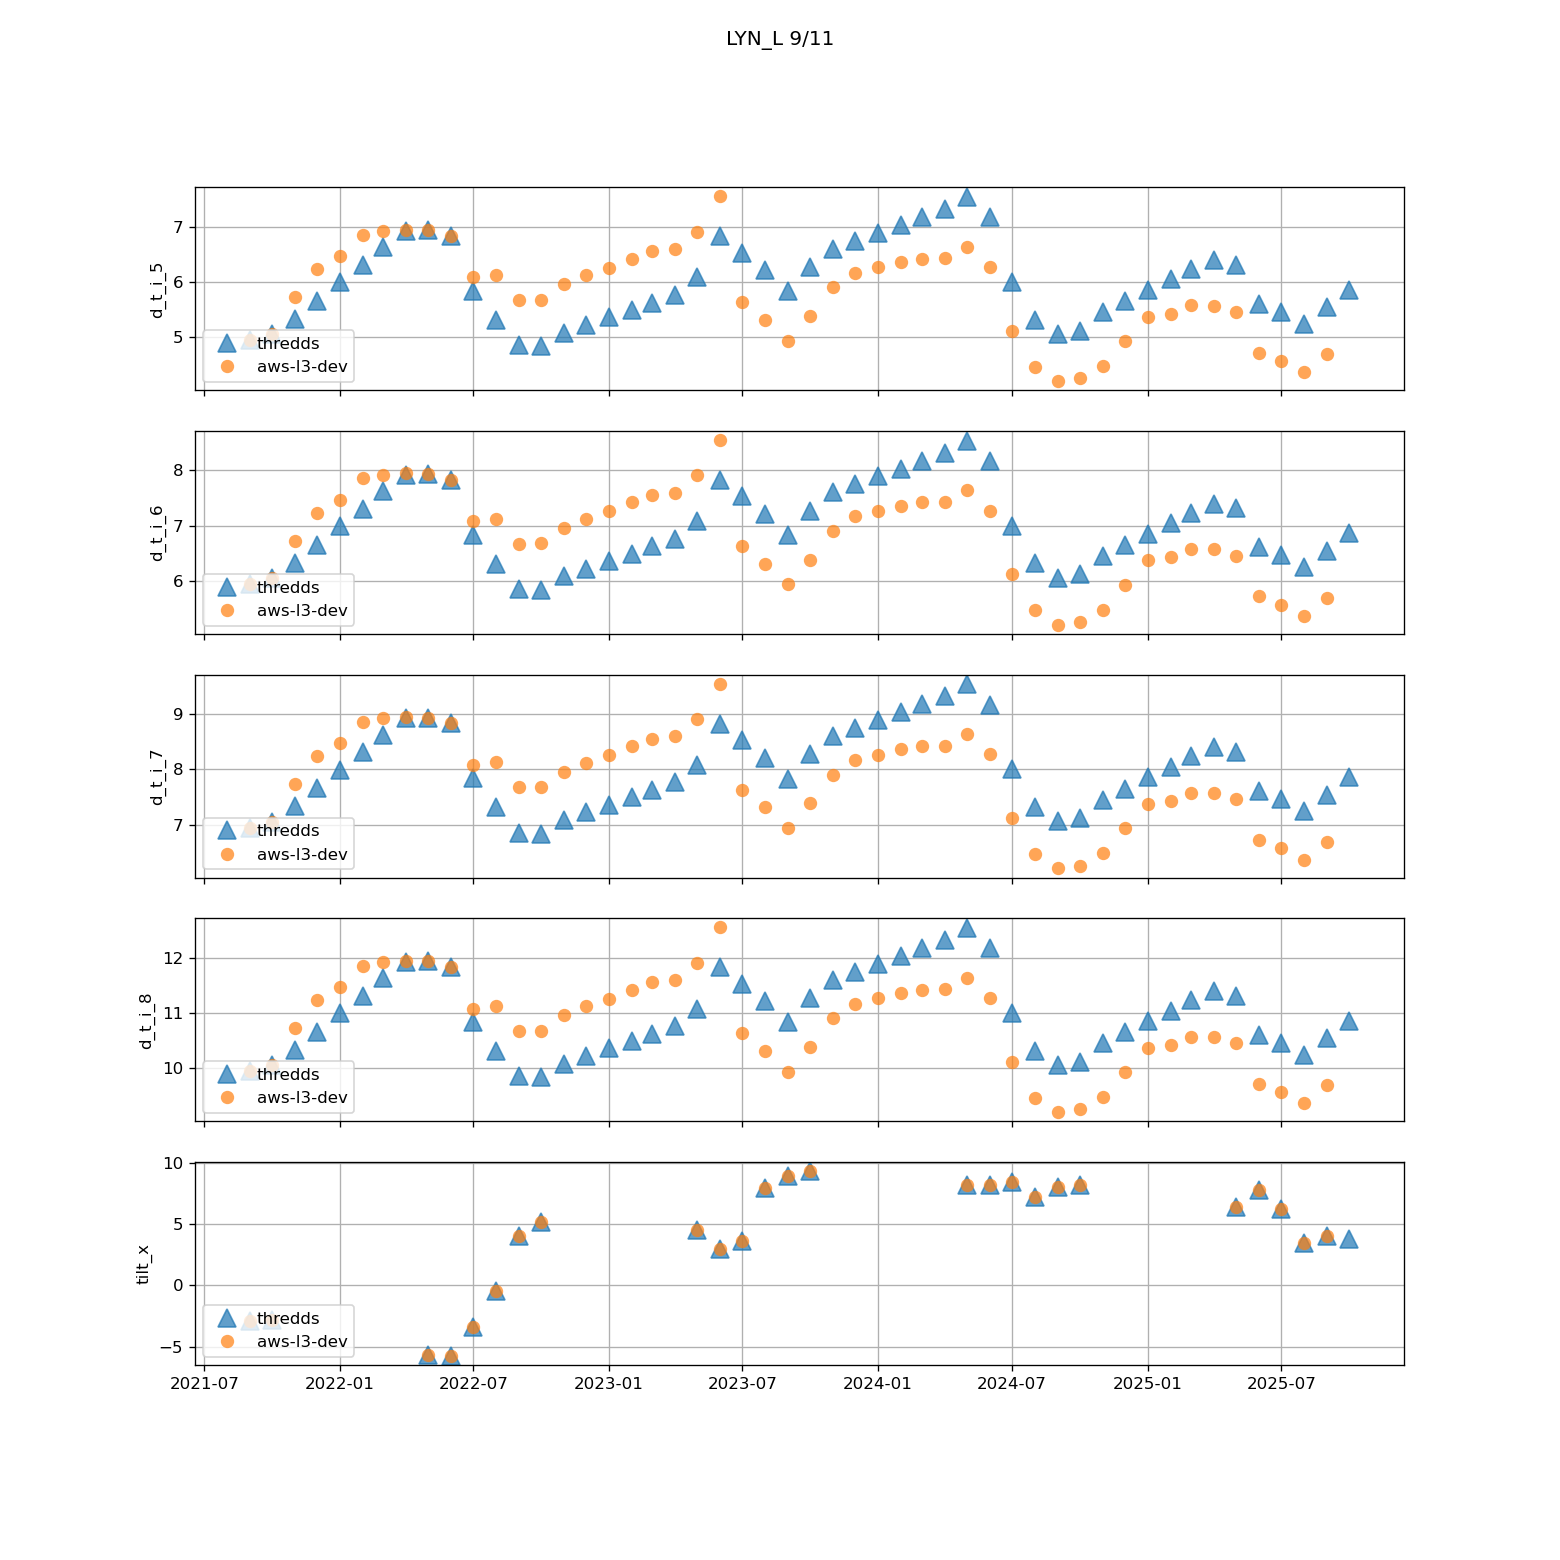 LYN_L 9/11
d_t_i_5
7
6
5
thredds
aws-l3-dev
d_t_i_6
8
7
6
thredds
aws-l3-dev
d_t_i_7
9
8
7
thredds
aws-l3-dev
d_t_i_8
12
11
10
thredds
aws-l3-dev
tilt_x
10
5
0
−5
thredds
aws-l3-dev
2021-07 2022-01 2022-07 2023-01 2023-07 2024-01 2024-07 2025-01 2025-07